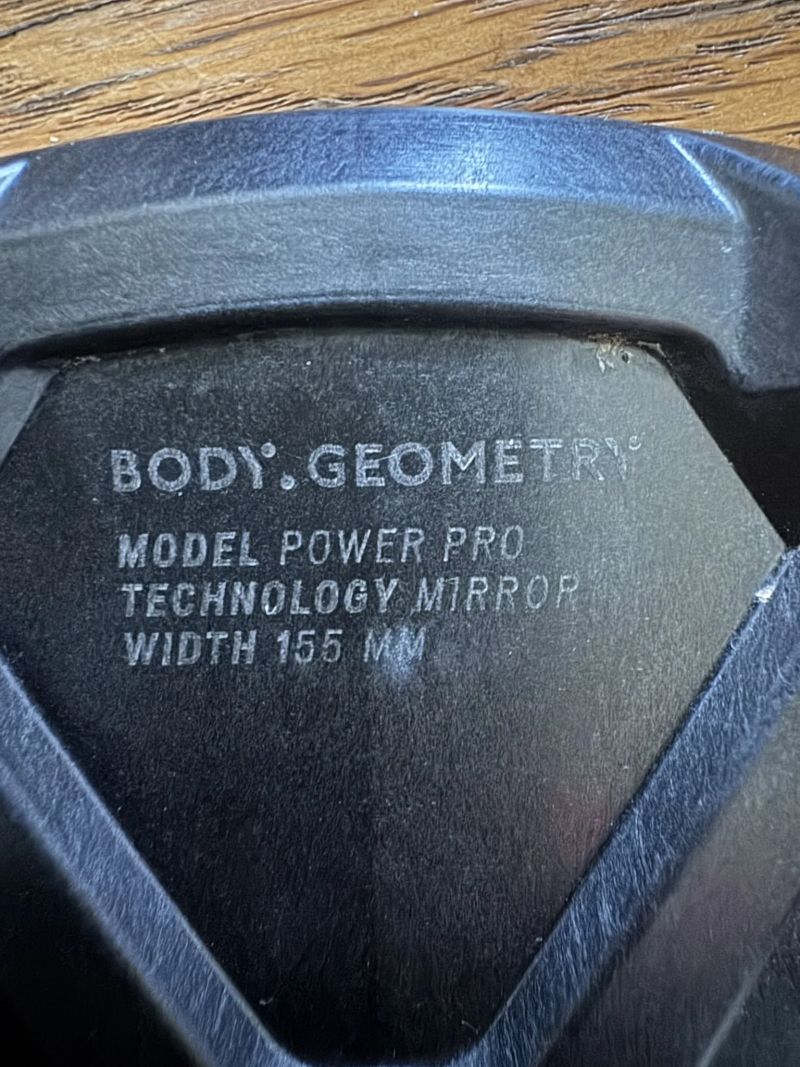 BODY.GEOMETRY
MODEL POWER PRO
TECHNOLOGY MIRROR
WIDTH 155 MM